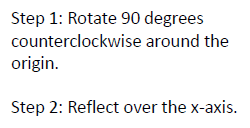 Step 1: Rotate 90 degrees
counterclockwise around the
origin.
Step 2: Reflect over the x-axis.